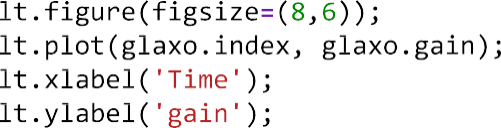 lt.figure(figsize=(8,6));
lt.plot(glaxo.index, glaxo.gain);
lt.xlabel('Time');
lt.ylabel('gain');